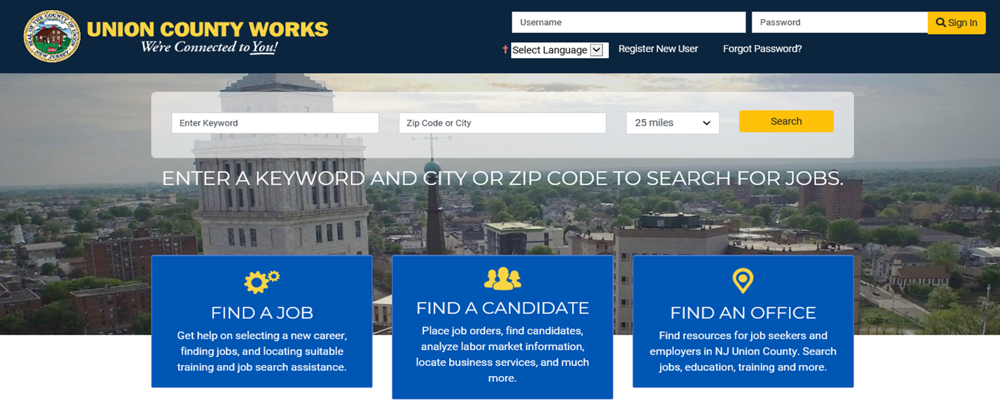 SEAL OF THE COUNTY OF UNION
NEW JERSEY
UNION COUNTY WORKS
We're Connected to You!
Username
Password
Sign In
† Select Language
Register New User
Forgot Password?
Enter Keyword
Zip Code or City
25 miles
Search
S N
ENTER A KEYWORD AND CITY OR ZIP CODE TO SEARCH FOR JOBS.
FIND A JOB
Get help on selecting a new career,
finding jobs, and locating suitable
training and job search assistance.
FIND A CANDIDATE
Place job orders, find candidates,
analyze labor market information,
locate business services, and much
more.
FIND AN OFFICE
Find resources for job seekers and
employers in NJ Union County. Search
jobs, education, training and more.